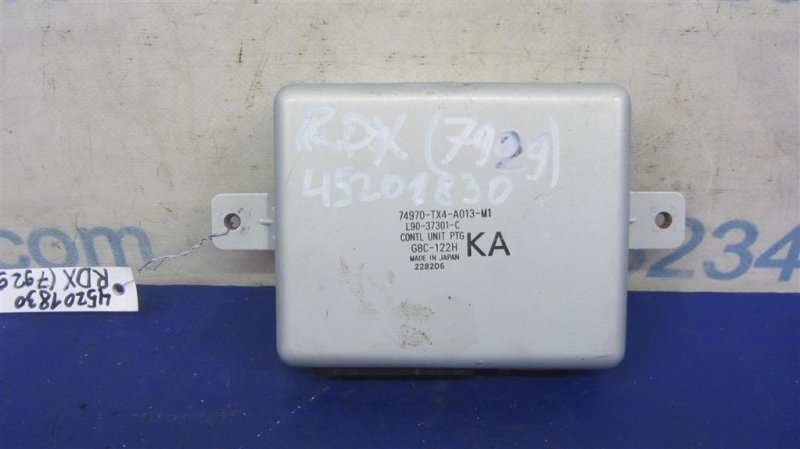 RDX (7929)
45201830
74970-TX4-A013-M1
L90-37301-C
CONTL UNIT PTG
G8C-122H
KA
MADE IN JAPAN
2282D6
45201830
RDX (7929
.com
234